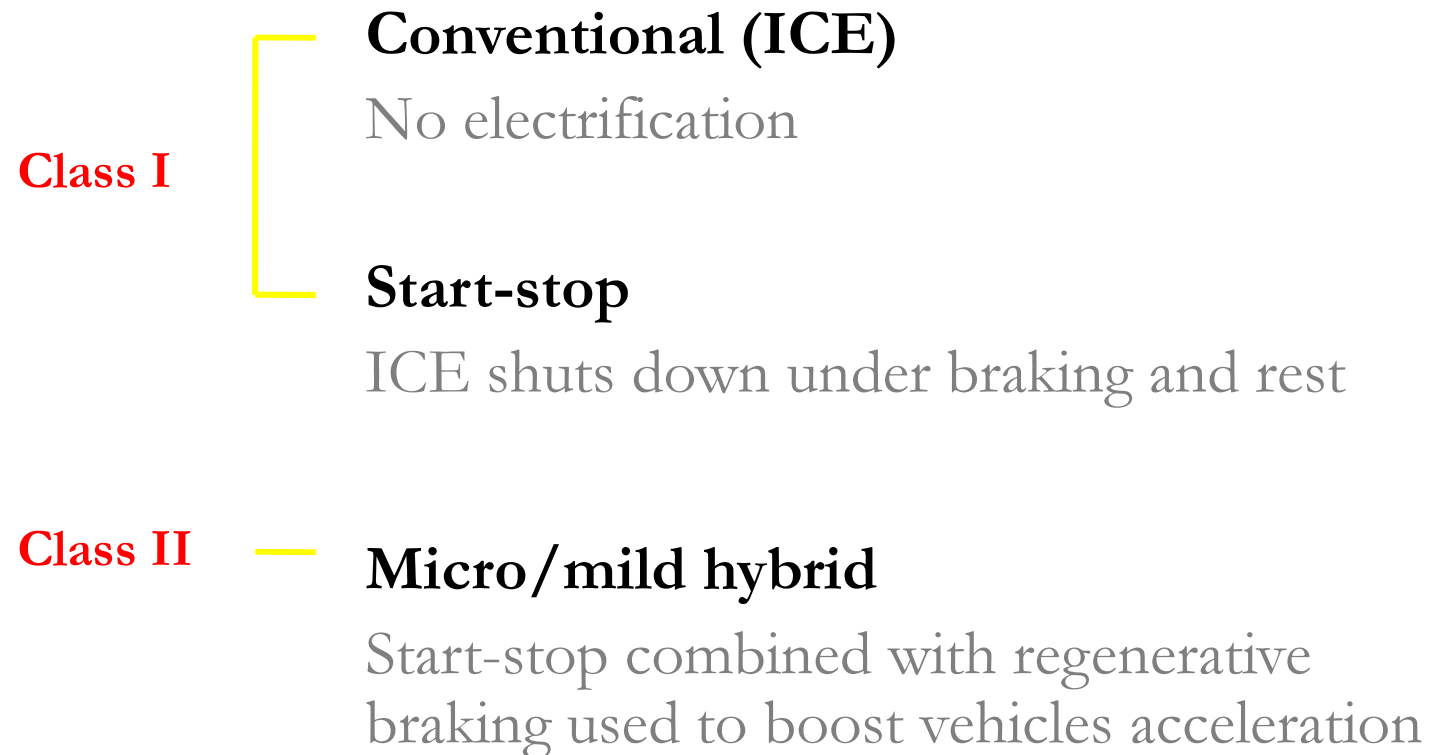 Conventional (ICE)
No electrification
Class I
Start-stop
ICE shuts down under braking and rest
Class II
Micro/mild hybrid
Start-stop combined with regenerative
braking used to boost vehicles acceleration